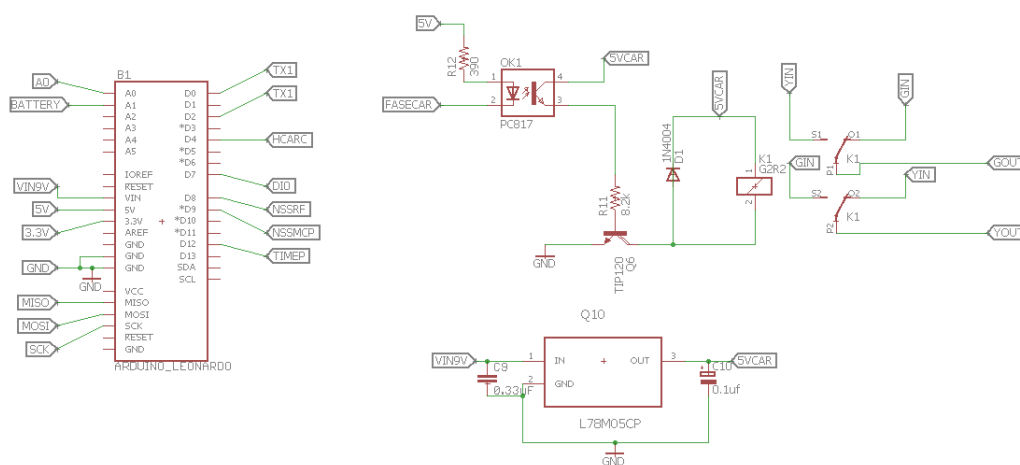 B1
A0
BATTERY
VIN9V
5V
3.3V
GND
GND
MISO
MOSI
SCK
A0
A1
A2
A3
A4
A5
IOREF
RESET
VIN
5V
3.3V
AREF
GND
GND
GND
VCC
MISO
MOSI
SCK
RESET
GND
D0
D1
D2
*D3
D4
*D5
*D6
D7
D8
*D9
*D10
*D11
D12
D13
SDA
SCL
ARDUINO_LEONARDO
TX1
TX1
HCARC
DIO
NSSRF
NSSMCP
TIMEP
5V
R12
390
OK1
1
2
4
3
PC817
FASECAR
5VCAR
R11
8.2k
GND
TIP120
Q6
1N4004
D1
5VCAR
K1
G2R2
1
2
YIN
GIN
S1
O1
P1
K1
GIN
YIN
S2
O2
P2
K1
GOUT
YOUT
Q10
VIN9V
1
IN
OUT
3
5VCAR
C9
0.33uF
2
GND
C10
0.1uf
L78M05CP
GND